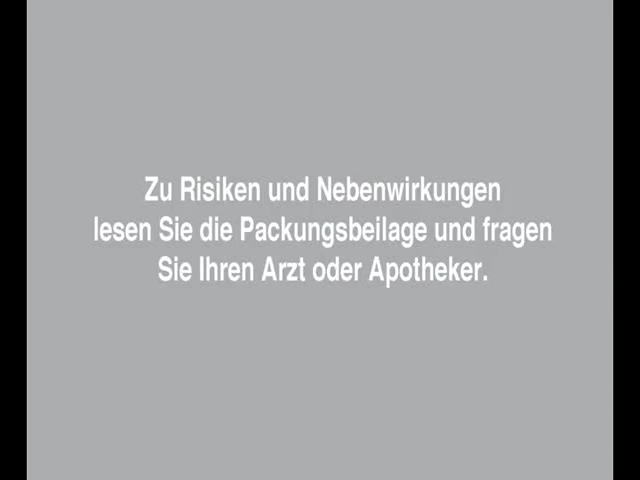 Zu Risiken und Nebenwirkungen
lesen Sie die Packungsbeilage und fragen
Sie Ihren Arzt oder Apotheker.